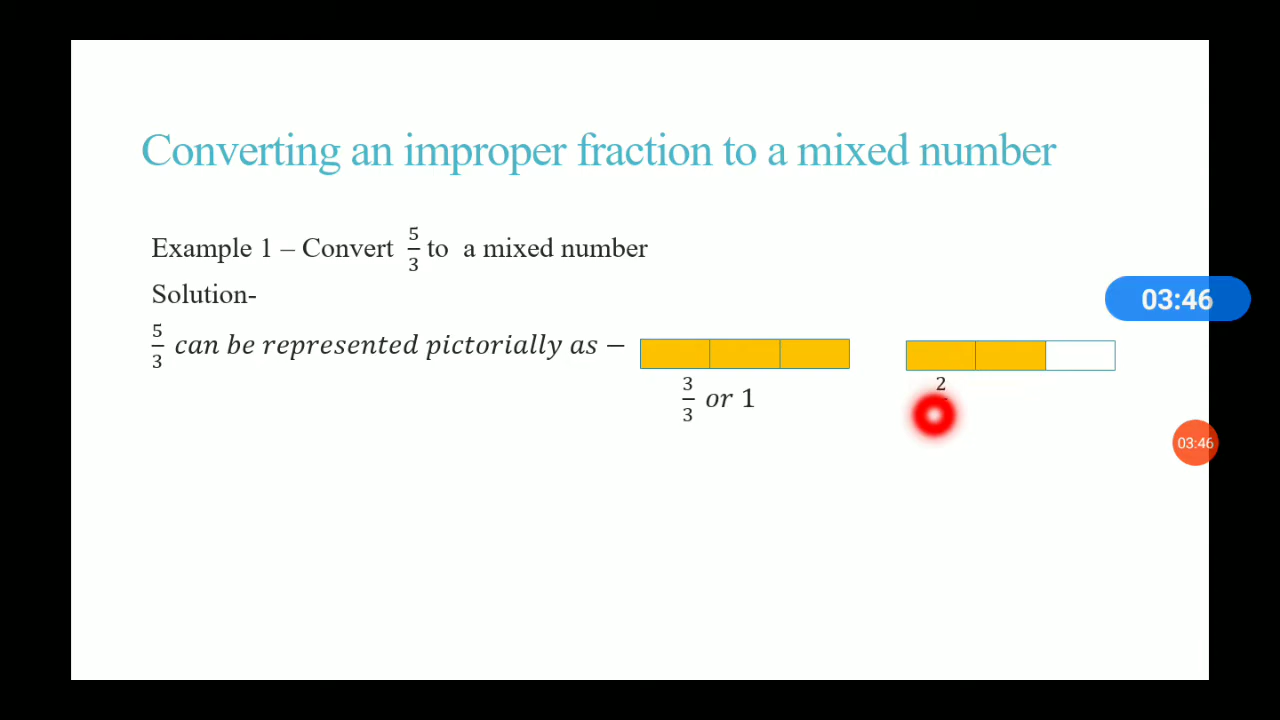 Converting an improper fraction to a mixed number
Example 1 – Convert 5/3 to a mixed number
Solution-
5/3 can be represented pictorially as –
3/3 or 1
2
03:46
03:46